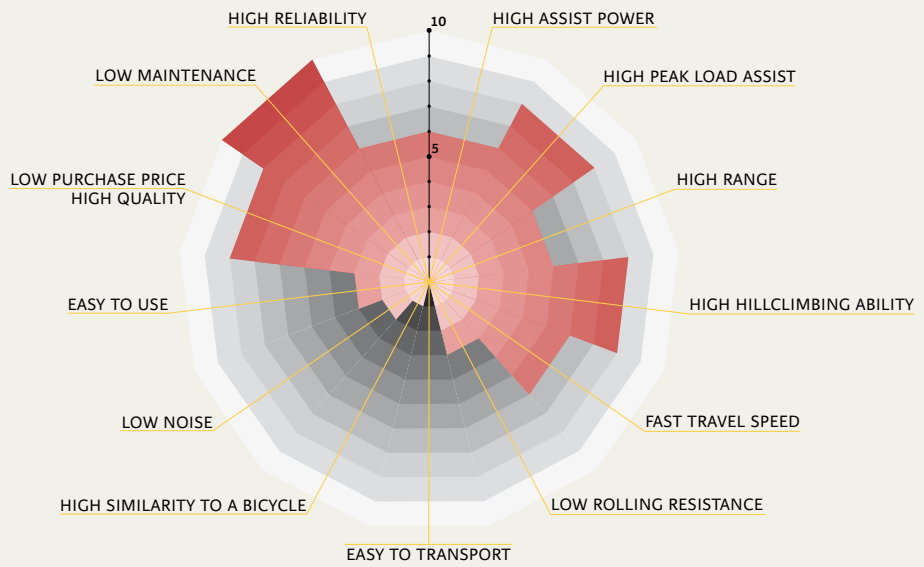 HIGH RELIABILITY
10
HIGH ASSIST POWER
LOW MAINTENANCE
HIGH PEAK LOAD ASSIST
5
LOW PURCHASE PRICE
HIGH QUALITY
HIGH RANGE
EASY TO USE
HIGH HILLCLIMBING ABILITY
LOW NOISE
FAST TRAVEL SPEED
HIGH SIMILARITY TO A BICYCLE
LOW ROLLING RESISTANCE
EASY TO TRANSPORT